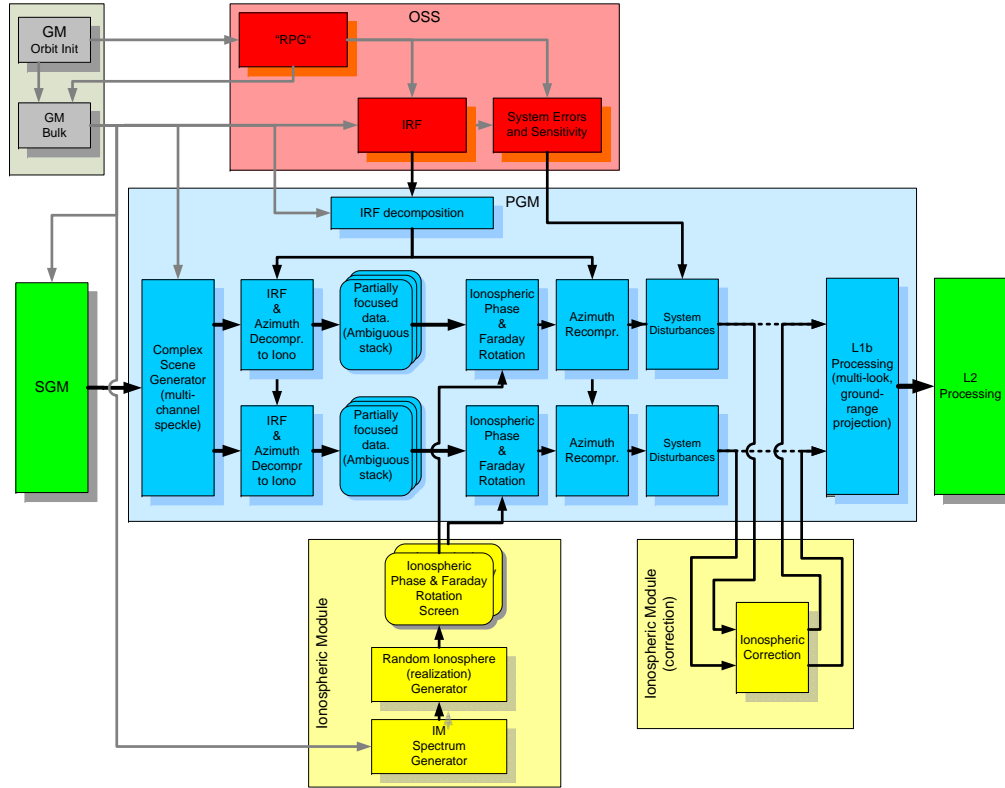 GM
Orbit Init
GM
Bulk
OSS
"RPG"
IRF
System Errors
and Sensitivity
PGM
IRF decomposition
SGM
Complex
Scene
Generator
(multi-
channel
speckle)
IRF
&
Azimuth
Decompr.
to Iono
Partially
focused
data.
(Ambiguous
stack)
Ionospheric
Phase
&
Faraday
Rotation
Azimuth
Recompr.
System
Disturbances
IRF
&
Azimuth
Decompr
to Iono
Partially
focused
data.
(Ambiguous
stack)
Ionospheric
Phase
&
Faraday
Rotation
Azimuth
Recompr.
System
Disturbances
L1b
Processing
(multi-look,
ground-
range
projection)
L2
Processing
Ionospheric Module
Ionospheric
Phase & Faraday
Rotation
Screen
Random Ionosphere
(realization)
Generator
IM
Spectrum
Generator
Ionospheric Module
(correction)
Ionospheric
Correction